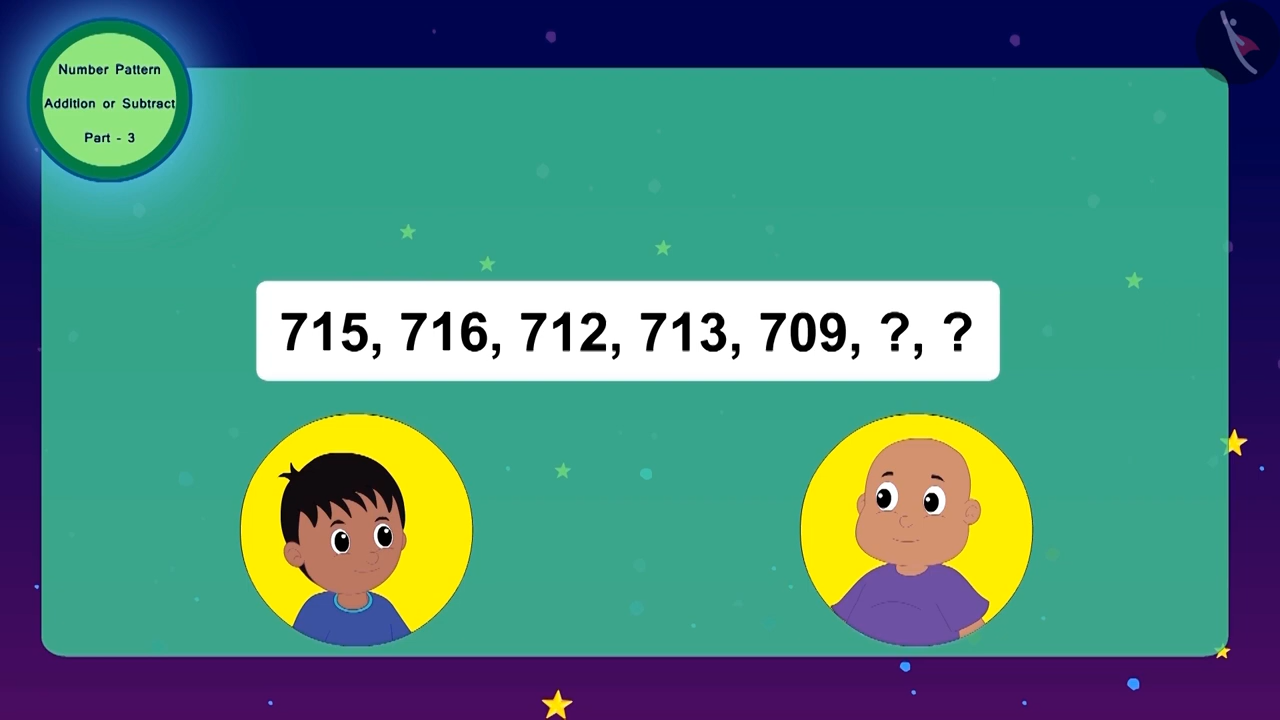 Number Pattern
Addition or Subtract
Part - 3
715, 716, 712, 713, 709, ?, ?